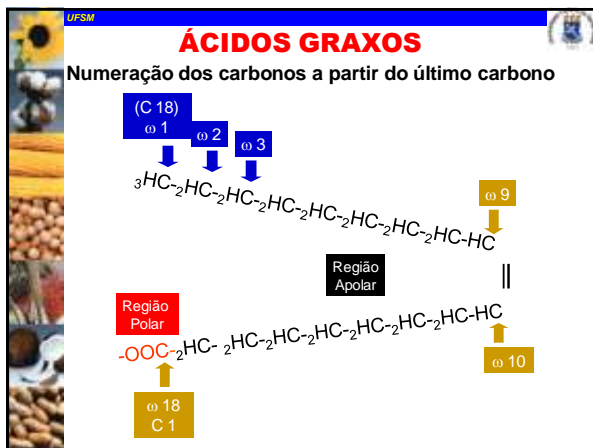 UFSM
ÁCIDOS GRAXOS
Numeração dos carbonos a partir do último carbono
(C 18)
ω 1
ω 2
ω 3
₃HC-₂HC-₂HC-₂HC-₂HC-₂HC-₂HC-₂HC-HC
ω 9
||
Região
Apolar
Região
Polar
-OOC-₂HC- ₂HC-₂HC-₂HC-₂HC-₂HC-₂HC-HC
ω 10
ω 18
C 1